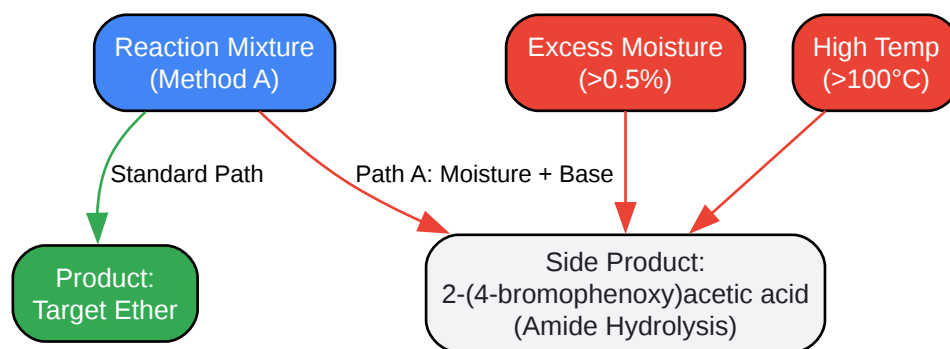 Reaction Mixture
(Method A)
Excess Moisture
(>0.5%)
High Temp
(>100°C)
Standard Path
Path A: Moisture + Base
Product:
Target Ether
Side Product:
2-(4-bromophenoxy)acetic acid
(Amide Hydrolysis)